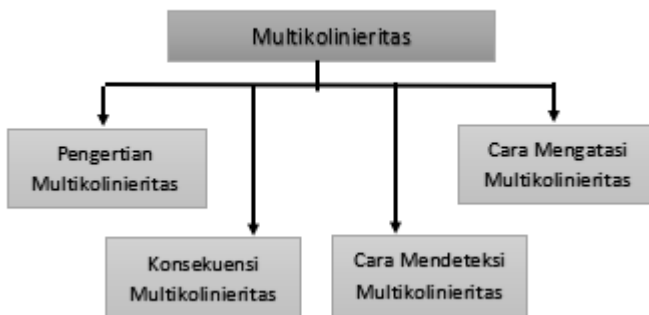 Multikolinieritas
Pengertian
Multikolinieritas
Konsekuensi
Multikolinieritas
Cara Mendeteksi
Multikolinieritas
Cara Mengatasi
Multikolinieritas